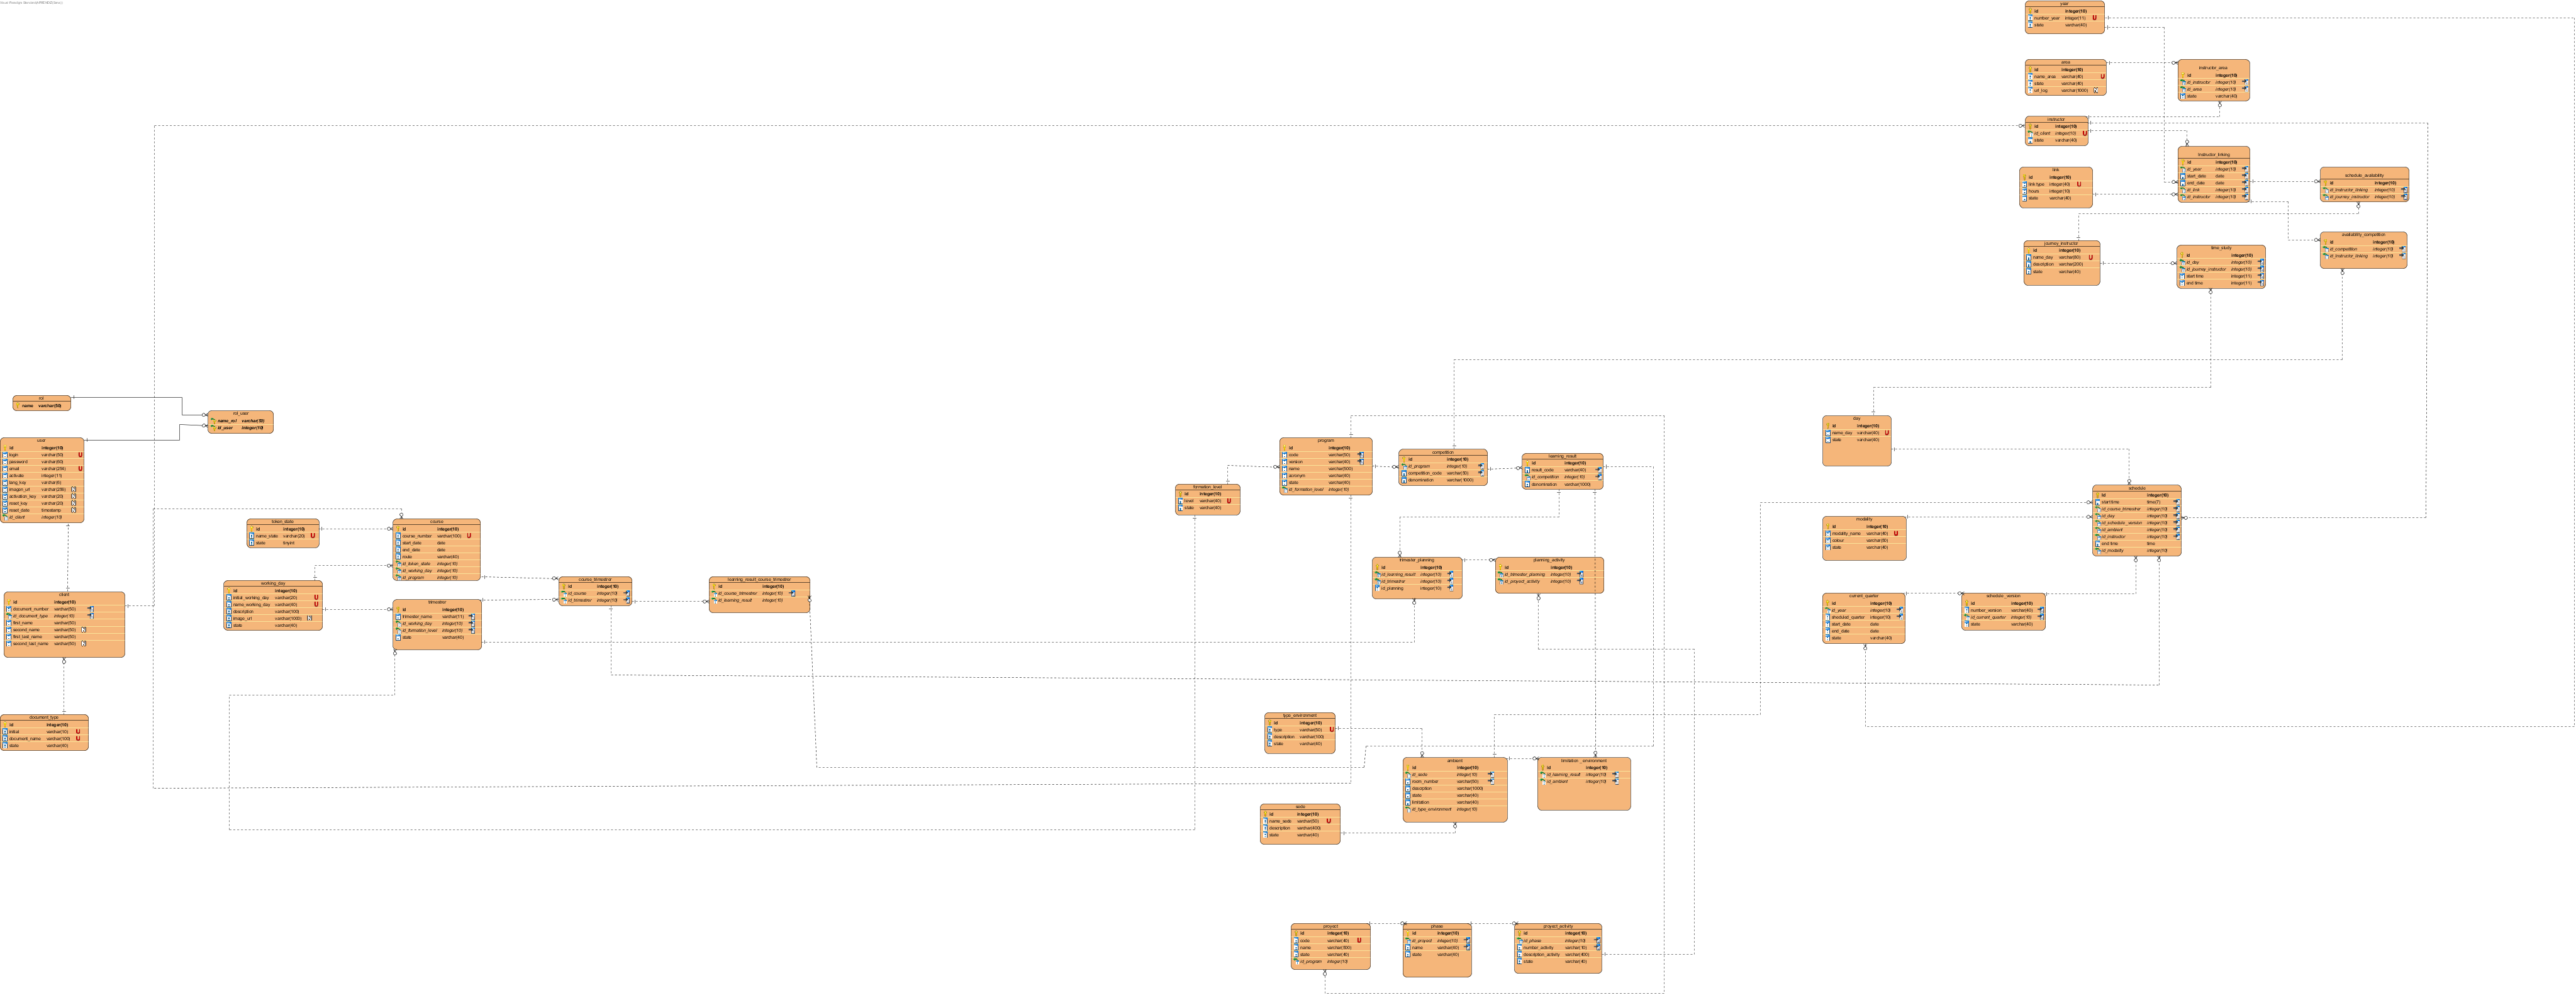 year
id integer(10)
number_year integer(11) U
state varchar(40)
area
id integer(10)
name_area varchar(40) U
state varchar(40)
url_log varchar(1000)
instructor_area
id integer(10)
id_instructor integer(10)
id_area integer(10)
state varchar(40)
instructor
id integer(10)
id_client integer(10) U
state varchar(40)
instructor_linking
id integer(10)
id_year integer(10)
start_date date
end_date date
id_link integer(10)
id_instructor integer(10)
link
id integer(10)
link type integer(40) U
hours integer(10)
state varchar(40)
schedule_availability
id integer(10)
id_instructor_linking integer(10)
id_journey_instructor integer(10)
availability_competition
id integer(10)
id_competition integer(10)
id_instructor_linking integer(10)
journey_instructor
id integer(10)
name_day varchar(80) U
description varchar(200)
state varchar(40)
time_study
id integer(10)
id_day integer(10)
id_journey_instructor integer(10)
start time integer(11)
end time integer(11)
rol
name varchar(50)
rol_user
name_rol varchar(50)
id_user integer(10)
user
id integer(10)
login varchar(50) U
password varchar(60)
email varchar(254) U
activate integer(11)
lang_key varchar(6)
imagen_url varchar(256)
activation_key varchar(20)
reset_key varchar(20)
reset_date timestamp
id_client integer(10)
client
id integer(10)
document_number varchar(50)
id_document_type integer(10)
first_name varchar(50)
second_name varchar(50)
first_last_name varchar(50)
second_last_name varchar(50)
document_type
id integer(10)
initial varchar(10) U
document_name varchar(100) U
state varchar(40)
token_state
id integer(10)
name_state varchar(20) U
state tinyint
working_day
id integer(10)
initial_working_day varchar(20) U
name_working_day varchar(40) U
description varchar(100)
image_url varchar(1000)
state varchar(40)
course
id integer(10)
course_number varchar(100) U
start_date date
end_date date
route varchar(40)
id_token_state integer(10)
id_working_day integer(10)
id_program integer(10)
trimester
id integer(10)
trimester_name varchar(11)
id_working_day integer(10)
id_formation_level integer(10)
state varchar(40)
course_trimester
id integer(10)
id_course integer(10)
id_trimester integer(10)
learning_result_course_trimester
id integer(10)
id_course_trimester integer(10)
id_learning_result integer(10)
formation_level
id integer(10)
level varchar(40) U
state varchar(40)
program
id integer(10)
code varchar(50)
version varchar(40)
name varchar(500)
acronym varchar(40)
state varchar(40)
id_formation_level integer(10)
competition
id integer(10)
id_program integer(10)
competition_code varchar(50)
denomination varchar(1000)
learning_result
id integer(10)
result_code varchar(40)
id_competition integer(10)
denomination varchar(1000)
trimester_planning
id integer(10)
id_learning_result integer(10)
id_trimester integer(10)
id_planning integer(10)
planning_activity
id integer(10)
id_trimester_planning integer(10)
id_proyect_activity integer(10)
day
id integer(10)
name_day varchar(40) U
state varchar(40)
modality
id integer(10)
modality_name varchar(40) U
colour varchar(50)
state varchar(40)
schedule
id integer(10)
start time time(7)
id_course_trimester integer(10)
id_day integer(10)
id_schedule_version integer(10)
id_ambient integer(10)
id_instructor integer(10)
end time time
id_modality integer(10)
current_quarter
id integer(10)
id_year integer(10)
scheduled_quarter integer(10)
start_date date
end_date date
state varchar(40)
schedule_version
id integer(10)
number_version varchar(40)
id_current_quarter integer(10)
state varchar(40)
type_environment
id integer(10)
type varchar(50) U
description varchar(100)
state varchar(40)
ambient
id integer(10)
id_sede integer(10)
room_number varchar(50)
description varchar(1000)
state varchar(40)
limitation varchar(40)
id_type_environment integer(10)
limitation _environment
id integer(10)
id_learning_result integer(10)
id_ambient integer(10)
sede
id integer(10)
name_sede varchar(50) U
description varchar(400)
state varchar(40)
proyect
id integer(10)
code varchar(40) U
name varchar(500)
state varchar(40)
id_program integer(10)
phase
id integer(10)
id_proyect integer(10)
name varchar(40)
state varchar(40)
proyect_activity
id integer(10)
id_phase integer(10)
number_activity varchar(10)
description_activity varchar(400)
state varchar(40)